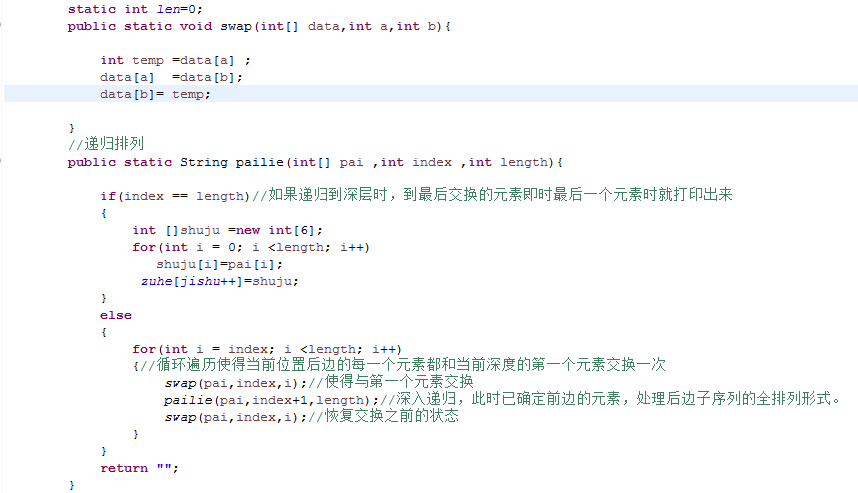 static int len=0;
public static void swap(int[] data,int a,int b){
int temp =data[a] ;
data[a]  =data[b];
data[b]= temp;
}
//递归排列
public static String pailie(int[] pai ,int index ,int length){
if(index == length)//如果递归到深层时，到最后交换的元素即时最后一个元素时就打印出来
{
int []shuju =new int[6];
for(int i = 0; i <length; i++)
shuju[i]=pai[i];
zuhe[jishu++]=shuju;
}
else
{
for(int i = index; i <length; i++)
{//循环遍历使得当前位置后边的每一个元素都和当前深度的第一个元素交换一次
swap(pai,index,i);//使得与第一个元素交换
pailie(pai,index+1,length);//深入递归，此时已确定前边的元素，处理后边子序列的全排列形式。
swap(pai,index,i);//恢复交换之前的状态
}
}
return "";
}